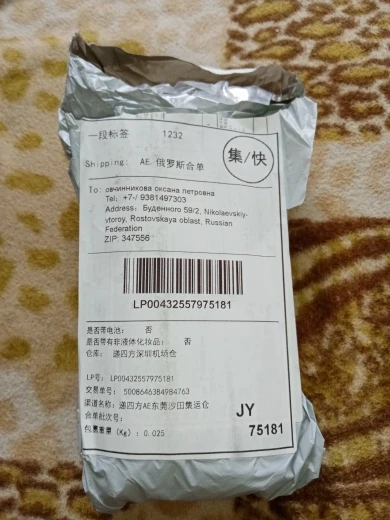 一段标签 1232
集/快
Shipping: AE 俄罗斯合单
To: овчинникова оксана петровна
Tel: +7-/ 9381497303
Address: Буденного 59/2, Nikolaevskiy-
vtoroy, Rostovskaya oblast, Russian
Federation
ZIP: 347556
LP00432557975181
是否带电池: 否
是否带有非液体化妆品: 否
仓库: 递四方深圳机场仓
LP号: LP00432557975181
交易单号: 5008646384984763
渠道名称: 递四方AE东莞沙田集运仓
合单批次号:
包裹重量 (Kg): 0.025
JY
75181